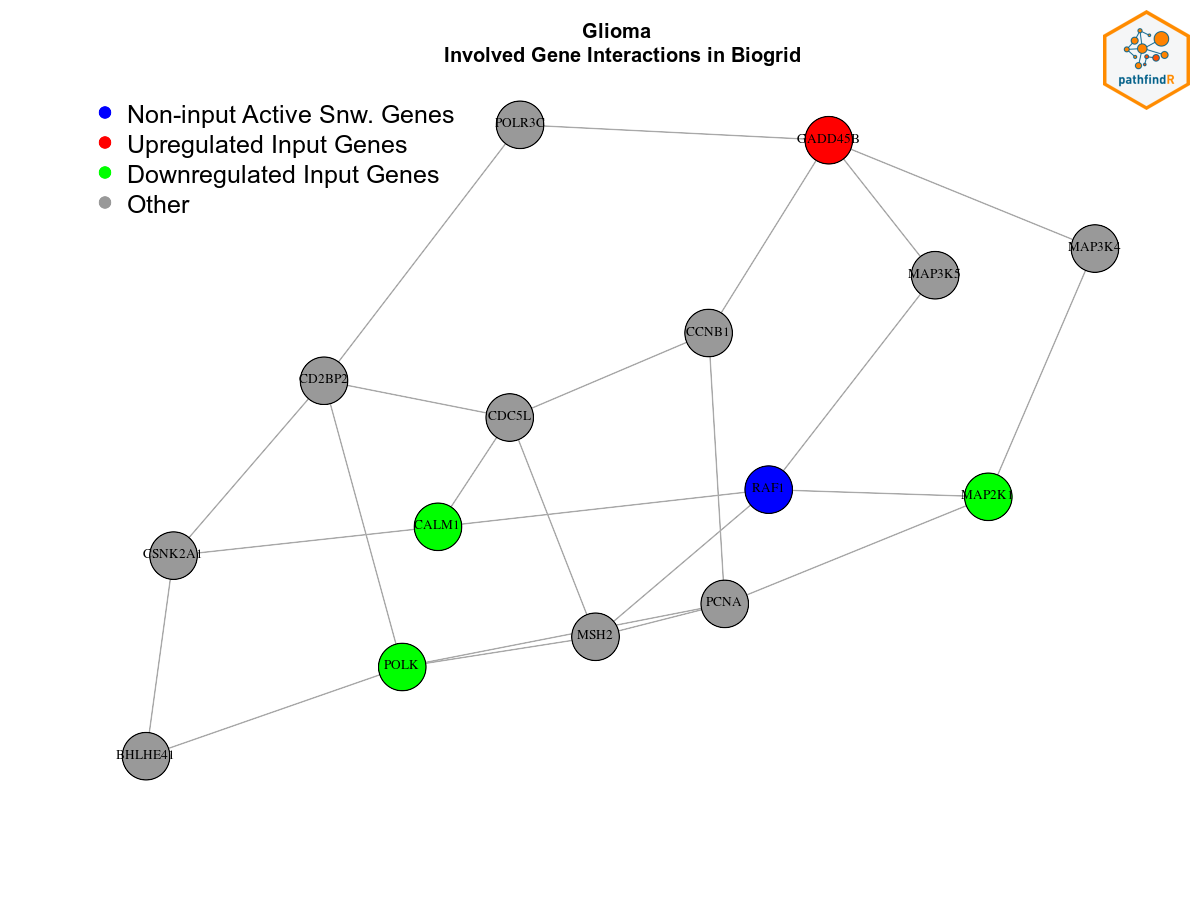 Glioma
Involved Gene Interactions in Biogrid
pathfindR
Non-input Active Snw. Genes
Upregulated Input Genes
Downregulated Input Genes
Other
POLR3C
GADD45B
MAP3K4
MAP3K5
CCNB1
CD2BP2
CDC5L
RAF1
MAP2K1
CALM1
CSNK2A1
PCNA
MSH2
POLK
BHLHE41